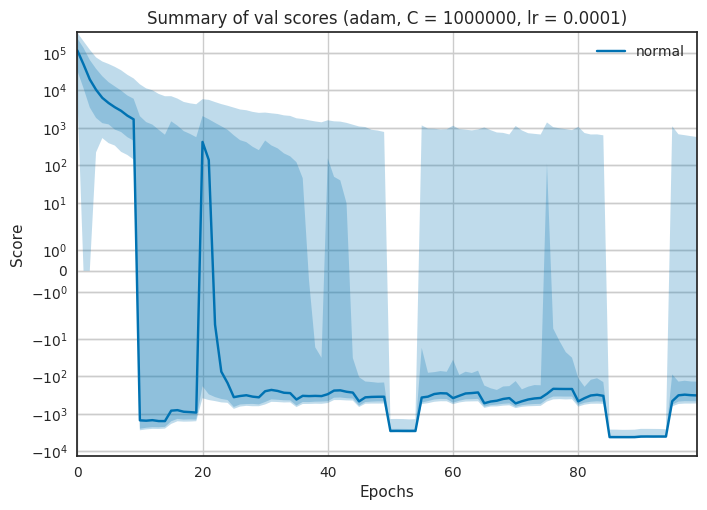 Summary of val scores (adam, C = 1000000, lr = 0.0001)
normal
Score
10⁵
10⁴
10³
10²
10¹
10⁰
0
−10⁰
−10¹
−10²
−10³
−10⁴
0 20 40 60 80
Epochs